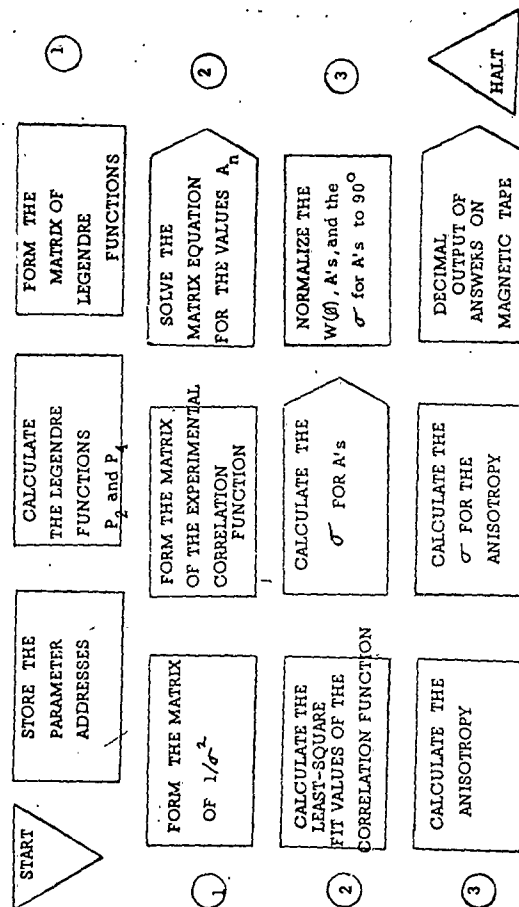 START
STORE THE
PARAMETER
ADDRESSES
CALCULATE
THE LEGENDRE
FUNCTIONS
P₂ and P₄
FORM THE
MATRIX OF
LEGENDRE
FUNCTIONS
1
1
FORM THE MATRIX
OF 1/σ²
FORM THE MATRIX
OF THE EXPERIMENTAL
CORRELATION
FUNCTION
SOLVE THE
MATRIX EQUATION
FOR THE VALUES Aₙ
2
2
CALCULATE THE
LEAST-SQUARE
FIT VALUES OF THE
CORRELATION FUNCTION
CALCULATE THE
σ FOR A's
NORMALIZE THE
W(Ø), A's, and the
σ for A's to 90°
3
3
CALCULATE THE
ANISOTROPY
CALCULATE THE
σ FOR THE
ANISOTROPY
DECIMAL
OUTPUT OF
ANSWERS ON
MAGNETIC TAPE
HALT